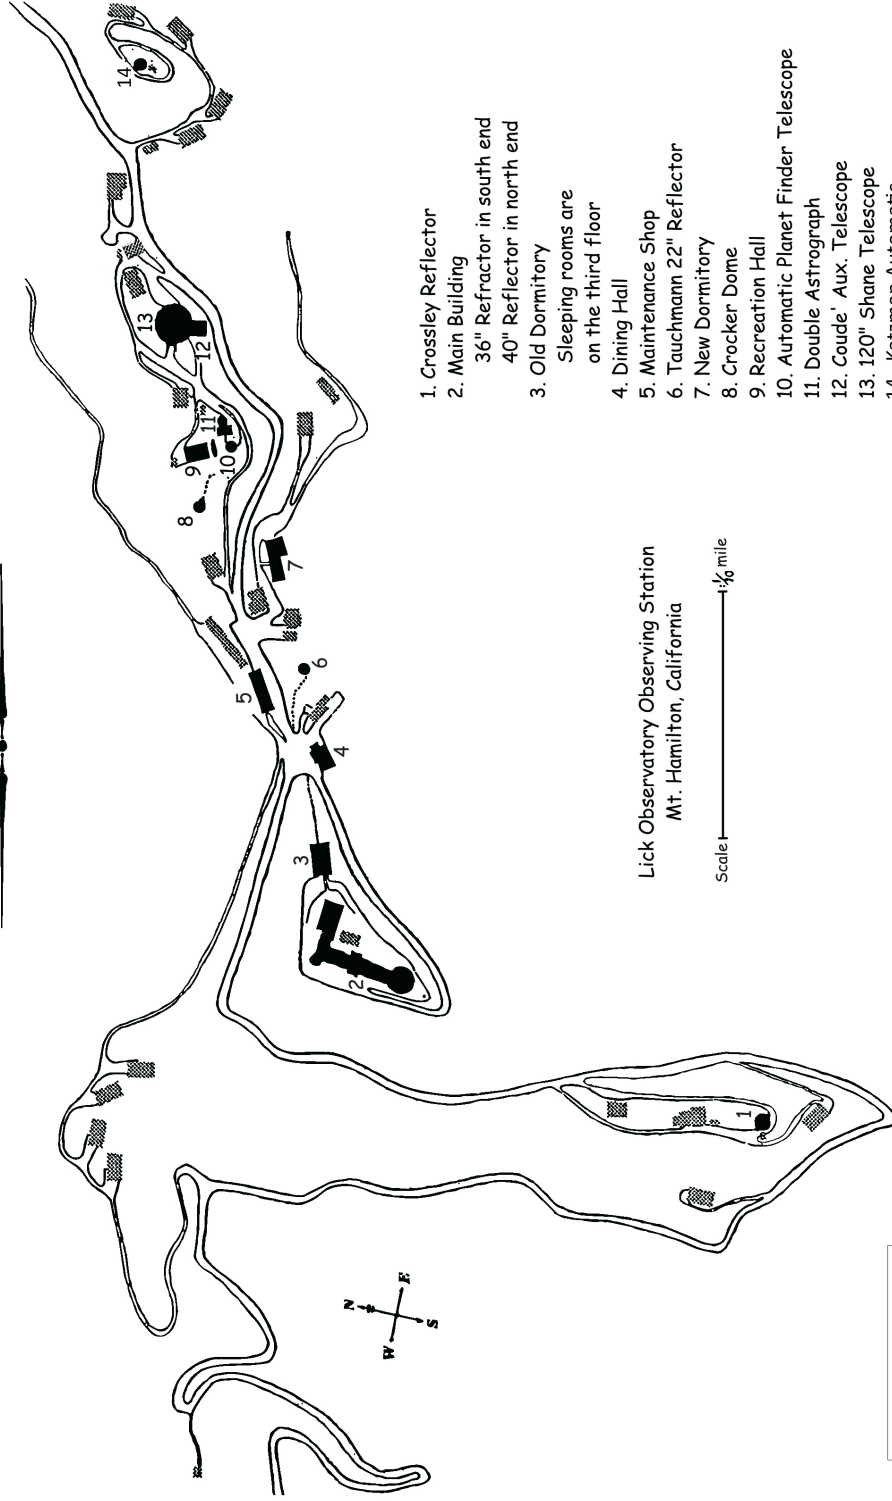 14
13
12
11
10
9
8
7
6
5
4
3
2
1
N
E
S
W
1. Crossley Reflector
2. Main Building
36" Refractor in south end
40" Reflector in north end
3. Old Dormitory
Sleeping rooms are
on the third floor
4. Dining Hall
5. Maintenance Shop
6. Tauchmann 22" Reflector
7. New Dormitory
8. Crocker Dome
9. Recreation Hall
10. Automatic Planet Finder Telescope
11. Double Astrograph
12. Coude' Aux. Telescope
13. 120" Shane Telescope
14.
Lick Observatory Observing Station
Mt. Hamilton, California
Scale 1/10 mile